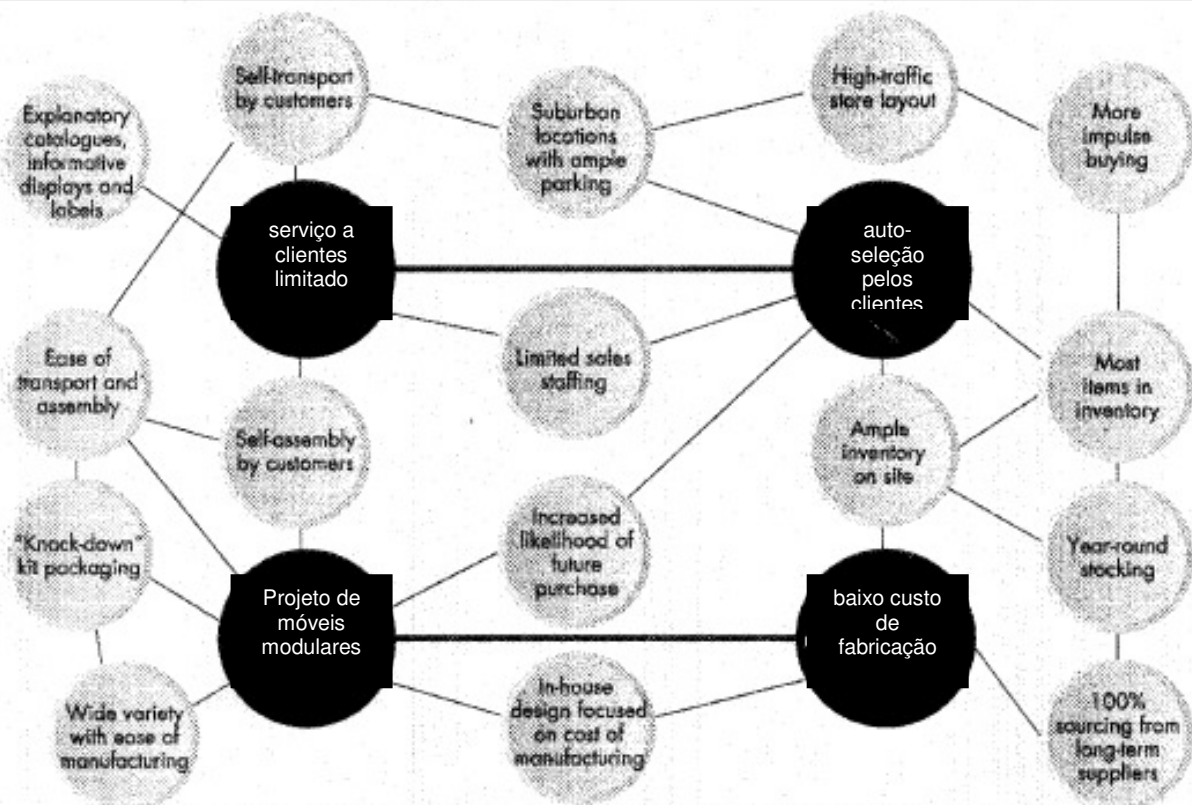 Self-transport
by customers
High-traffic
store layout
Explanatory
catalogues,
informative
displays and
labels
Suburban
locations
with ample
parking
More
impulse
buying
serviço a
clientes
limitado
auto-
seleção
pelos
clientes
Ease of
transport and
assembly
Limited sales
staffing
Most
items in
inventory
Self-assembly
by customers
Ample
inventory
on site
"Knock-down"
kit packaging
Increased
likelihood of
future
purchase
Year-round
stocking
Projeto de
móveis
modulares
baixo custo
de
fabricação
Wide variety
with ease of
manufacturing
In-house
design focused
on cost of
manufacturing
100%
sourcing from
long-term
suppliers